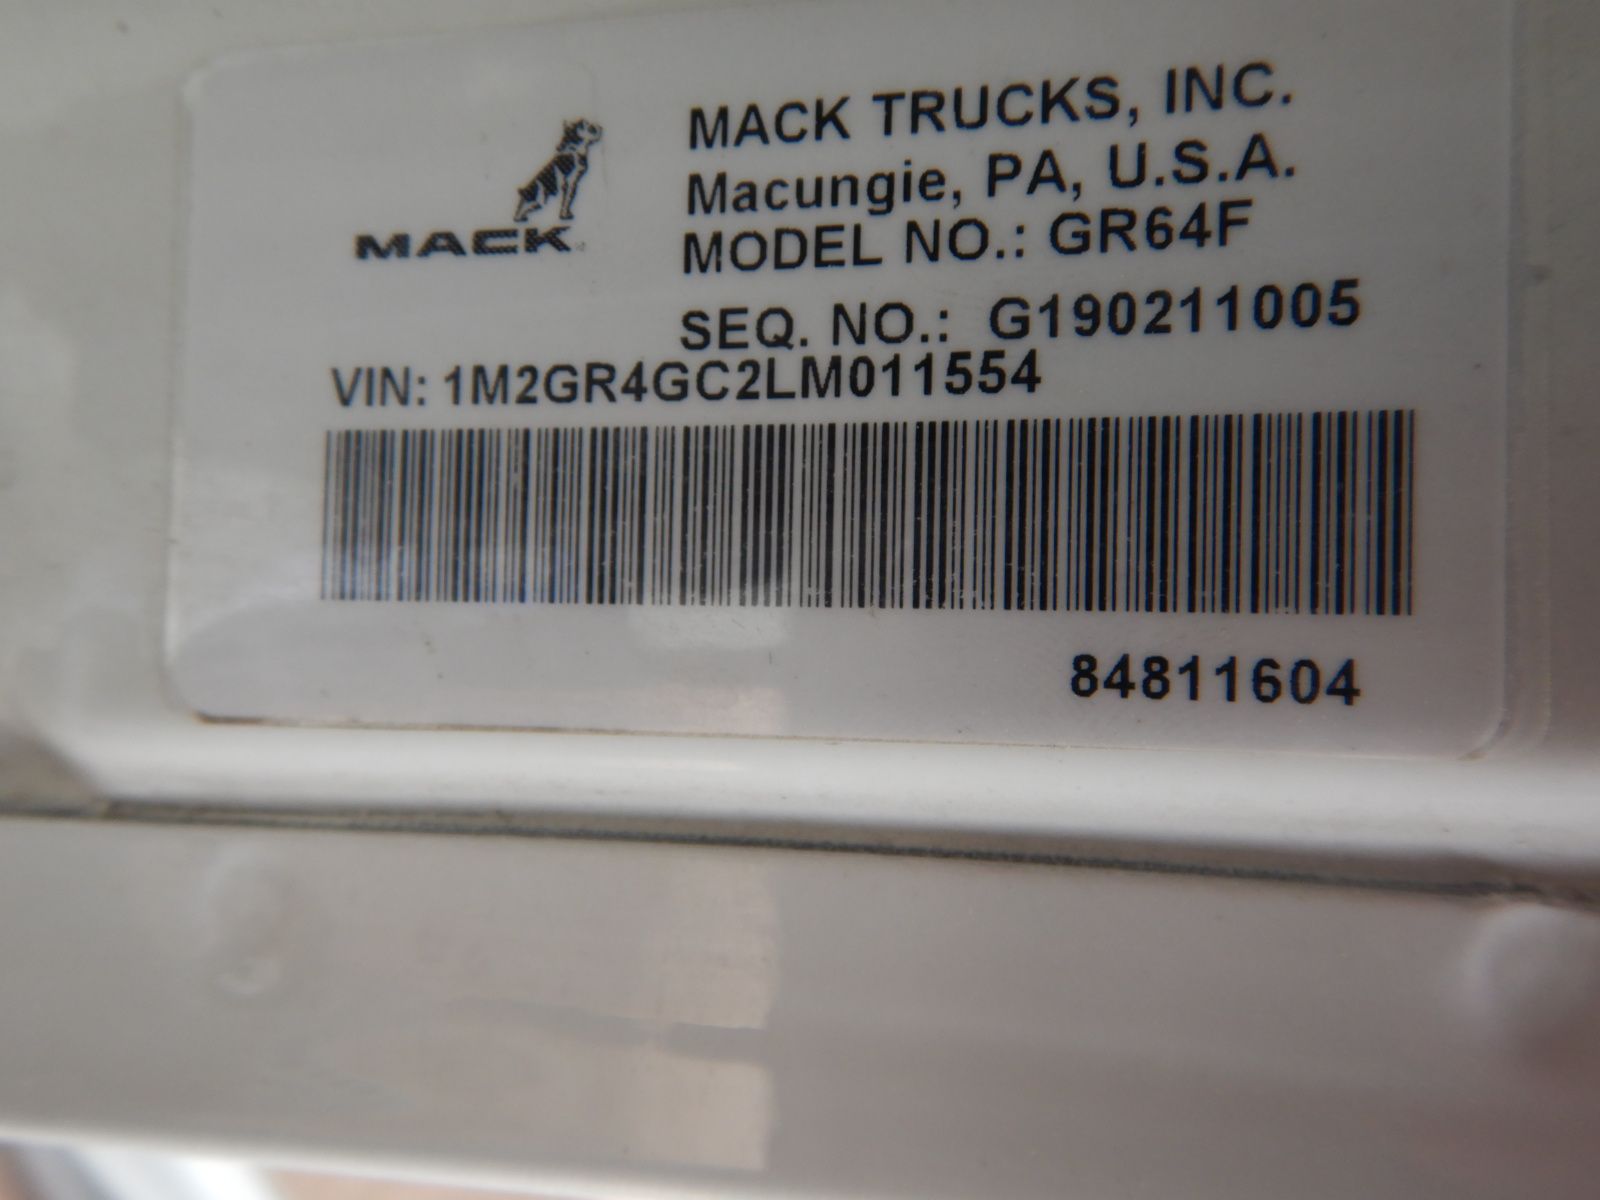 MACK
MACK TRUCKS, INC.
Macungie, PA, U.S.A.
MODEL NO.: GR64F
SEQ. NO.: G190211005
VIN: 1M2GR4GC2LM011554
84811604